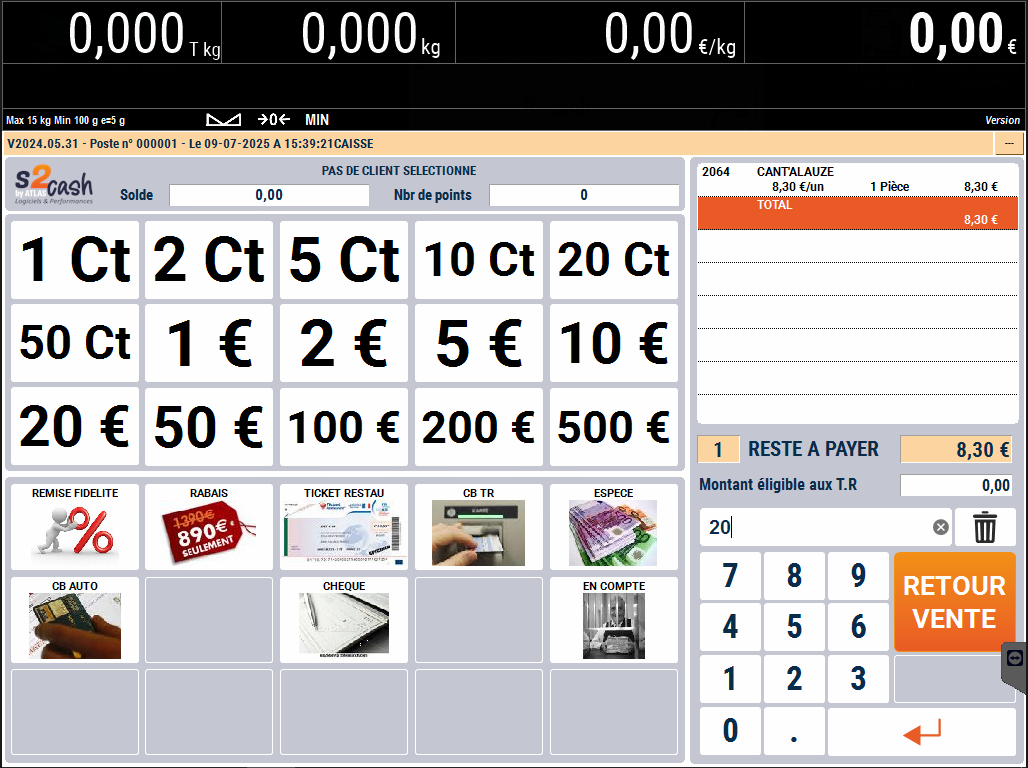 0,000 T kg
0,000 kg
0,00 €/kg
0,00 €
Max 15 kg Min 100 g e=5 g
→0← MIN
Version
V2024.05.31 - Poste n° 000001 - Le 09-07-2025 A 15:39:21CAISSE
---
s2cash
by ATLAS
Logiciels & Performances
PAS DE CLIENT SELECTIONNE
Solde 0,00 Nbr de points 0
1 Ct 2 Ct 5 Ct 10 Ct 20 Ct
50 Ct 1 € 2 € 5 € 10 €
20 € 50 € 100 € 200 € 500 €
REMISE FIDELITE RABAIS TICKET RESTAU CB TR ESPECE
%
1390€
890€
SEULEMENT
CB AUTO CHEQUE EN COMPTE
2064 CANTALAUZE
8,30 €/un 1 Pièce 8,30 €
TOTAL
8,30 €
1 RESTE A PAYER 8,30 €
Montant éligible aux T.R 0,00
20
7 8 9
RETOUR
VENTE
4 5 6
1 2 3
0 .